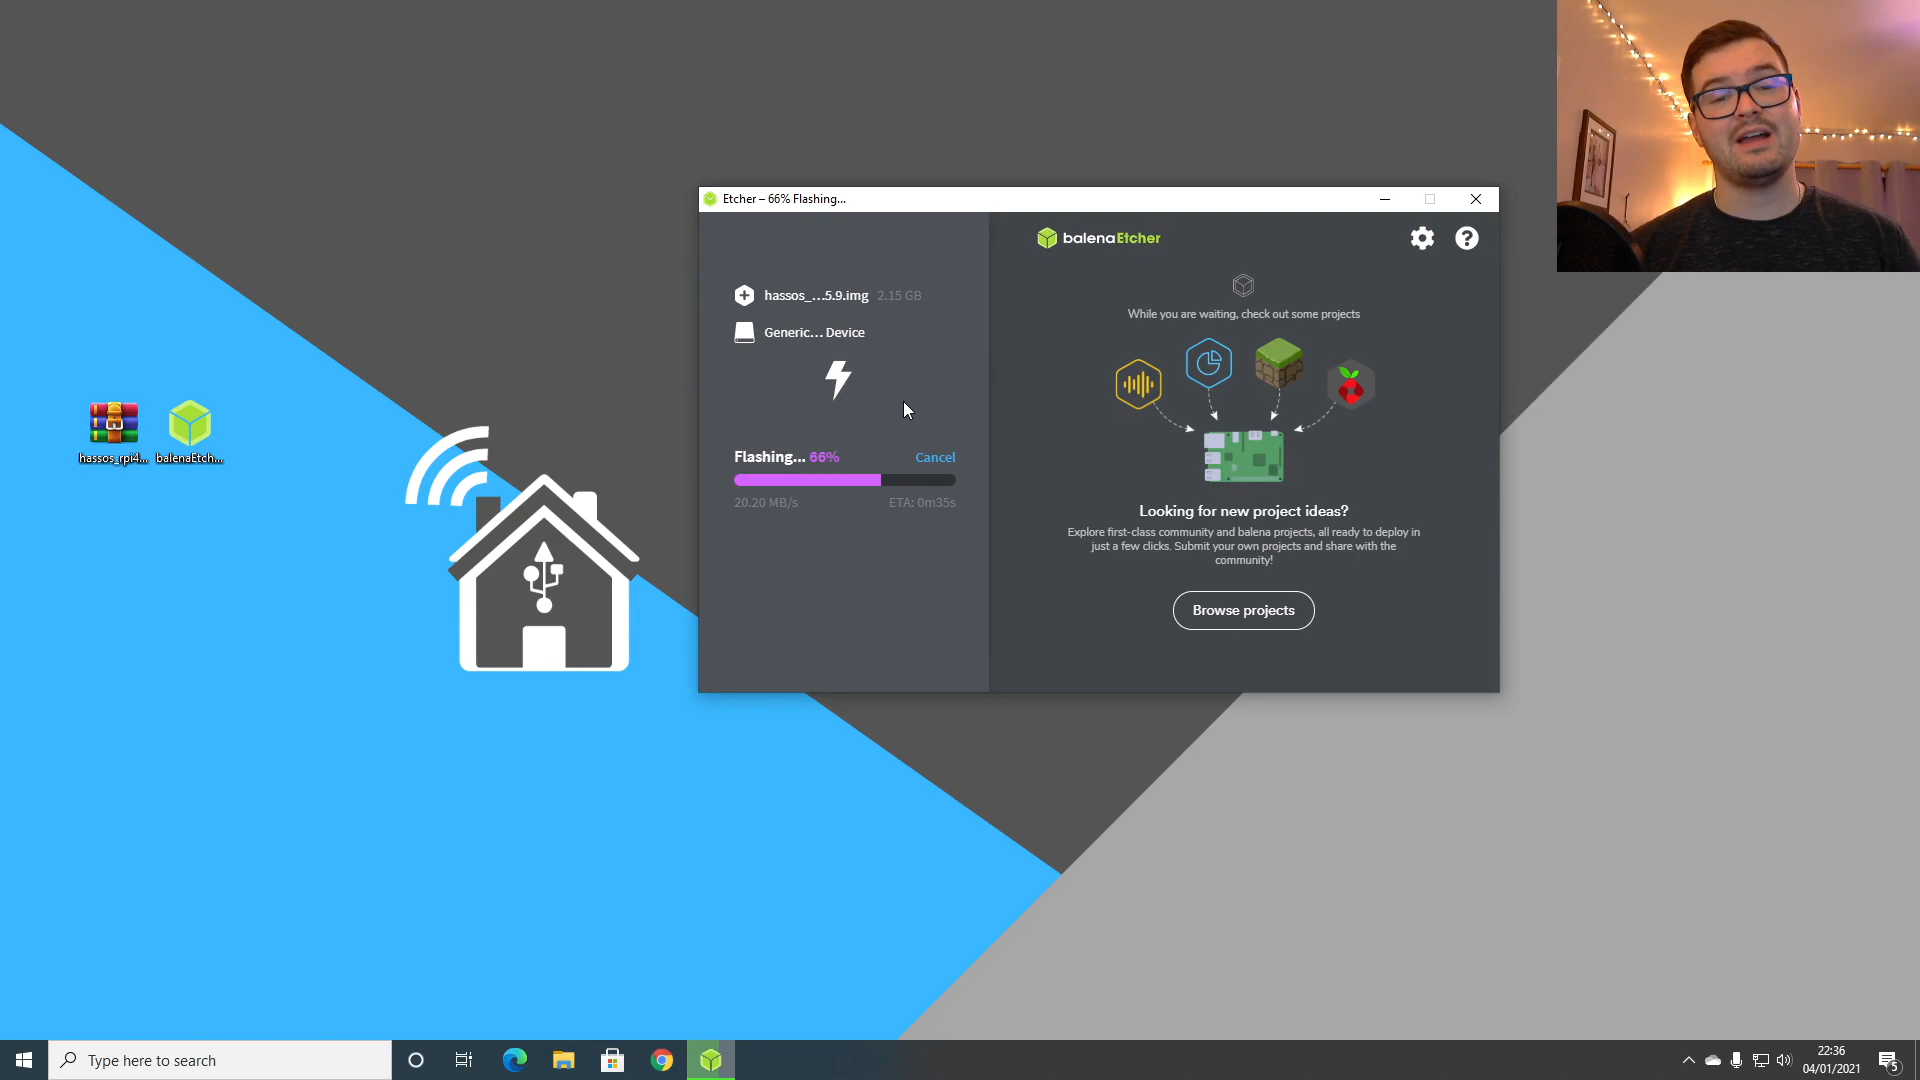 Etcher – 66% Flashing...
balenaEtcher
hassos_...5.9.img 2.15 GB
Generic... Device
While you are waiting, check out some projects
Flashing... 66%
Cancel
20.20 MB/s
ETA: 0m35s
Looking for new project ideas?
Explore first-class community and balena projects, all ready to deploy in
just a few clicks. Submit your own projects and share with the
community!
Browse projects
hassos_rpi4...
balenaEtch...
Type here to search
22:36
04/01/2021
5